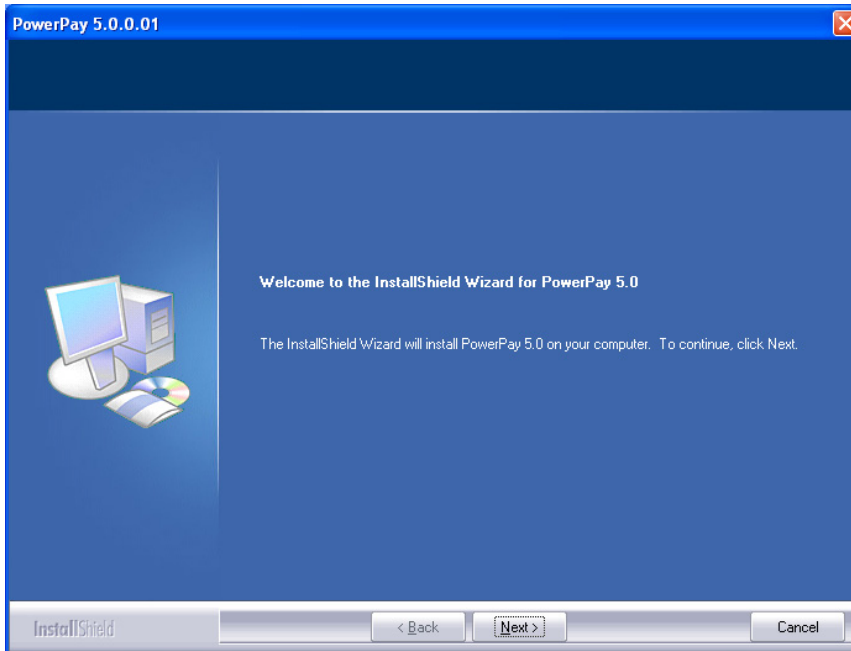 PowerPay 5.0.0.01
Welcome to the InstallShield Wizard for PowerPay 5.0
The InstallShield Wizard will install PowerPay 5.0 on your computer.  To continue, click Next.
InstallShield
< Back
Next >
Cancel